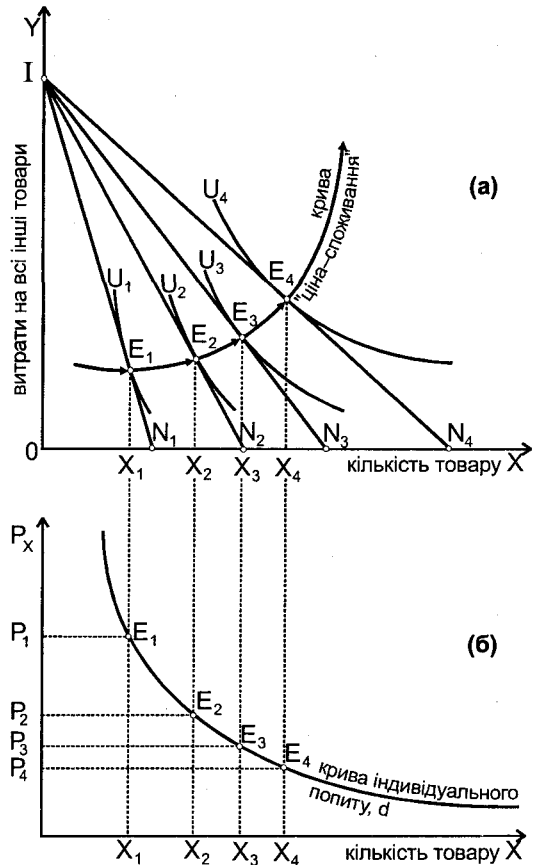 Y
I
(а)
витрати на всі інші товари
крива
"ціна–споживання"
U₄
E₄
U₃
U₂
E₃
U₁
E₂
E₁
N₁
N₂
N₃
N₄
0
X₁
X₂
X₃
X₄
кількість товару X
Pₓ
(б)
P₁
E₁
P₂
E₂
P₃
E₃
P₄
E₄
крива індивідуального
попиту, d
X₁
X₂
X₃
X₄
кількість товару X